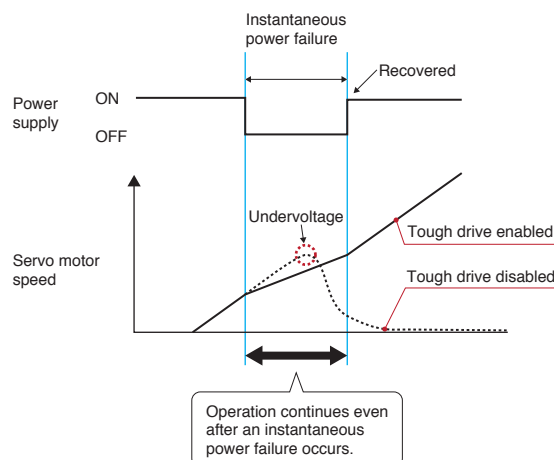 Instantaneous
power failure
Recovered
Power
supply
ON
OFF
Undervoltage
Tough drive enabled
Servo motor
speed
Tough drive disabled
Operation continues even
after an instantaneous
power failure occurs.